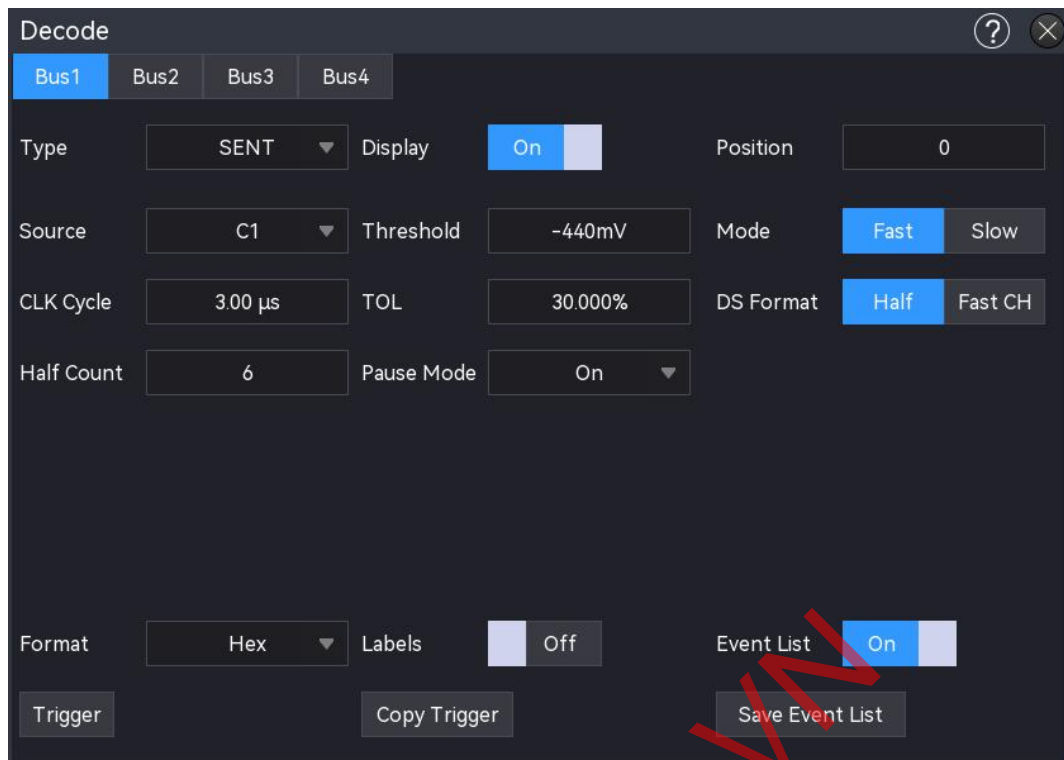 Decode ?
Bus1 Bus2 Bus3 Bus4
Type SENT Display On Position 0
Source C1 Threshold -440mV Mode Fast Slow
CLK Cycle 3.00 μs TOL 30.000% DS Format Half Fast CH
Half Count 6 Pause Mode On
Format Hex Labels Off Event List On
Trigger Copy Trigger Save Event List
VN